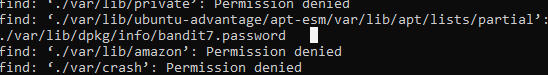 find: ‘./var/lib/private’: Permission denied
find: ‘./var/lib/ubuntu-advantage/apt-esm/var/lib/apt/lists/partial’:
./var/lib/dpkg/info/bandit7.password
find: ‘./var/lib/amazon’: Permission denied
find: ‘./var/crash’: Permission denied